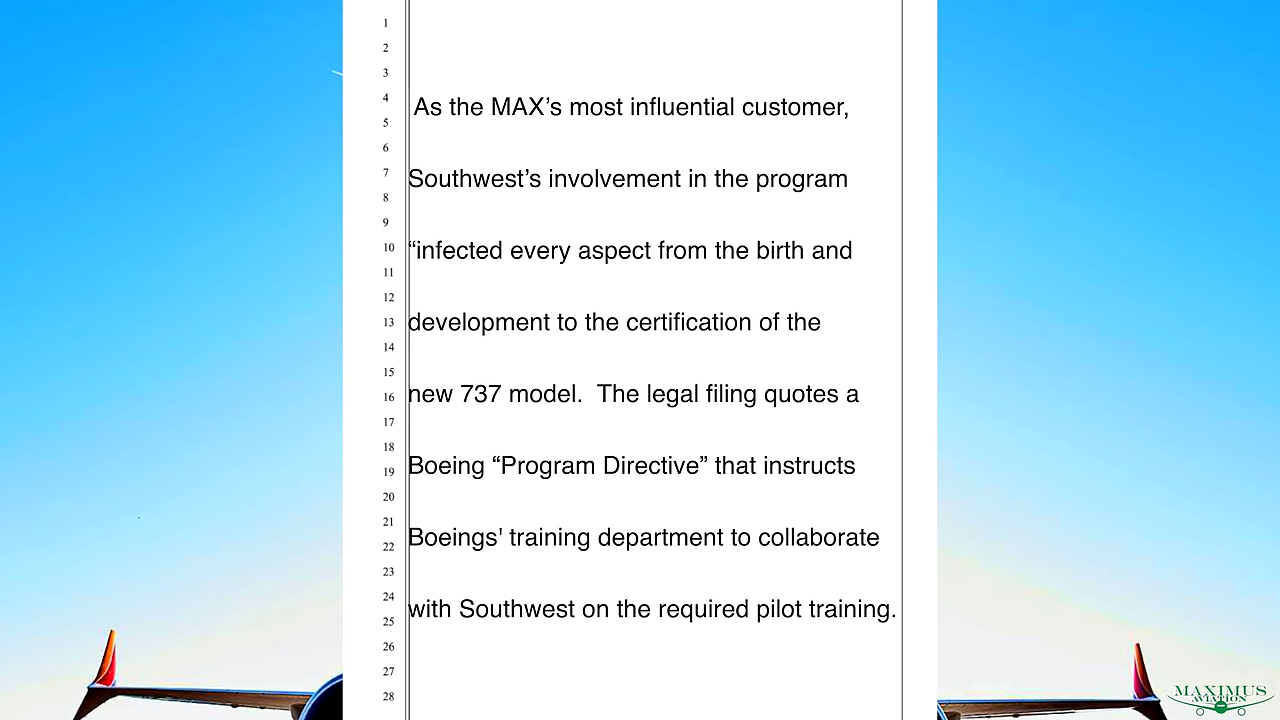 1
2
3
4
5
6
7
8
9
10
11
12
13
14
15
16
17
18
19
20
21
22
23
24
25
26
27
28
As the MAX’s most influential customer,
Southwest’s involvement in the program
“infected every aspect from the birth and
development to the certification of the
new 737 model.  The legal filing quotes a
Boeing “Program Directive” that instructs
Boeings' training department to collaborate
with Southwest on the required pilot training.
MAXIMUS
AVIATION